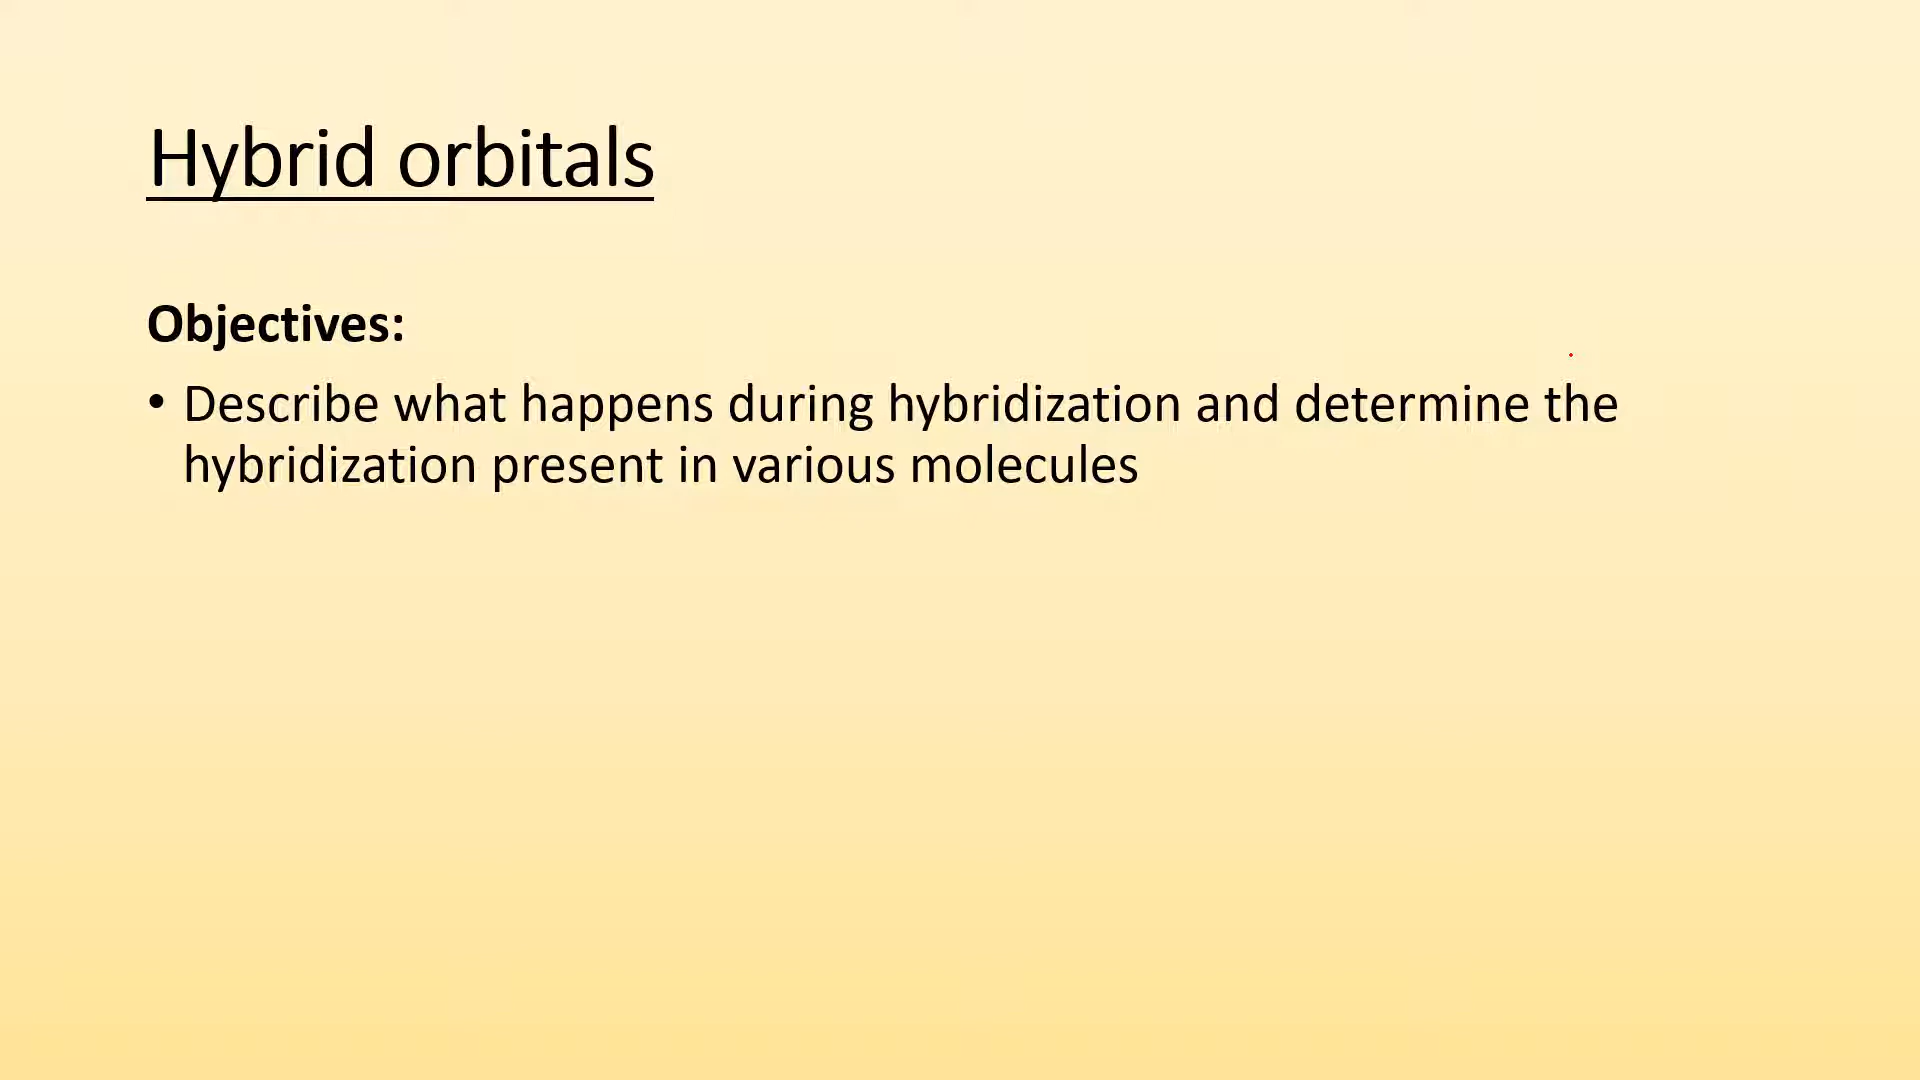 Hybrid orbitals
Objectives:
• Describe what happens during hybridization and determine the
hybridization present in various molecules